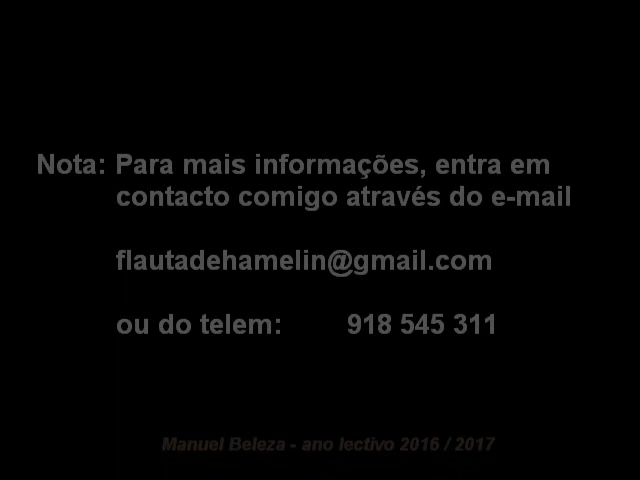 Nota: Para mais informações, entra em
contacto comigo através do e-mail
flautadehamelin@gmail.com
ou do telem: 918 545 311
Manuel Beleza - ano lectivo 2016 / 2017